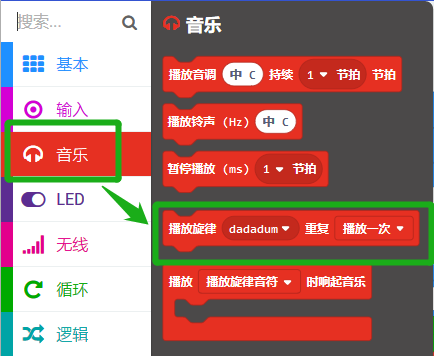 搜索...
基本
输入
音乐
LED
无线
循环
逻辑
音乐
播放音调 中 C 持续 1 节拍 节拍
播放铃声 (Hz) 中 C
暂停播放 (ms) 1 节拍
播放旋律 dadadum 重复 播放一次
播放 播放旋律音符 时响起音乐